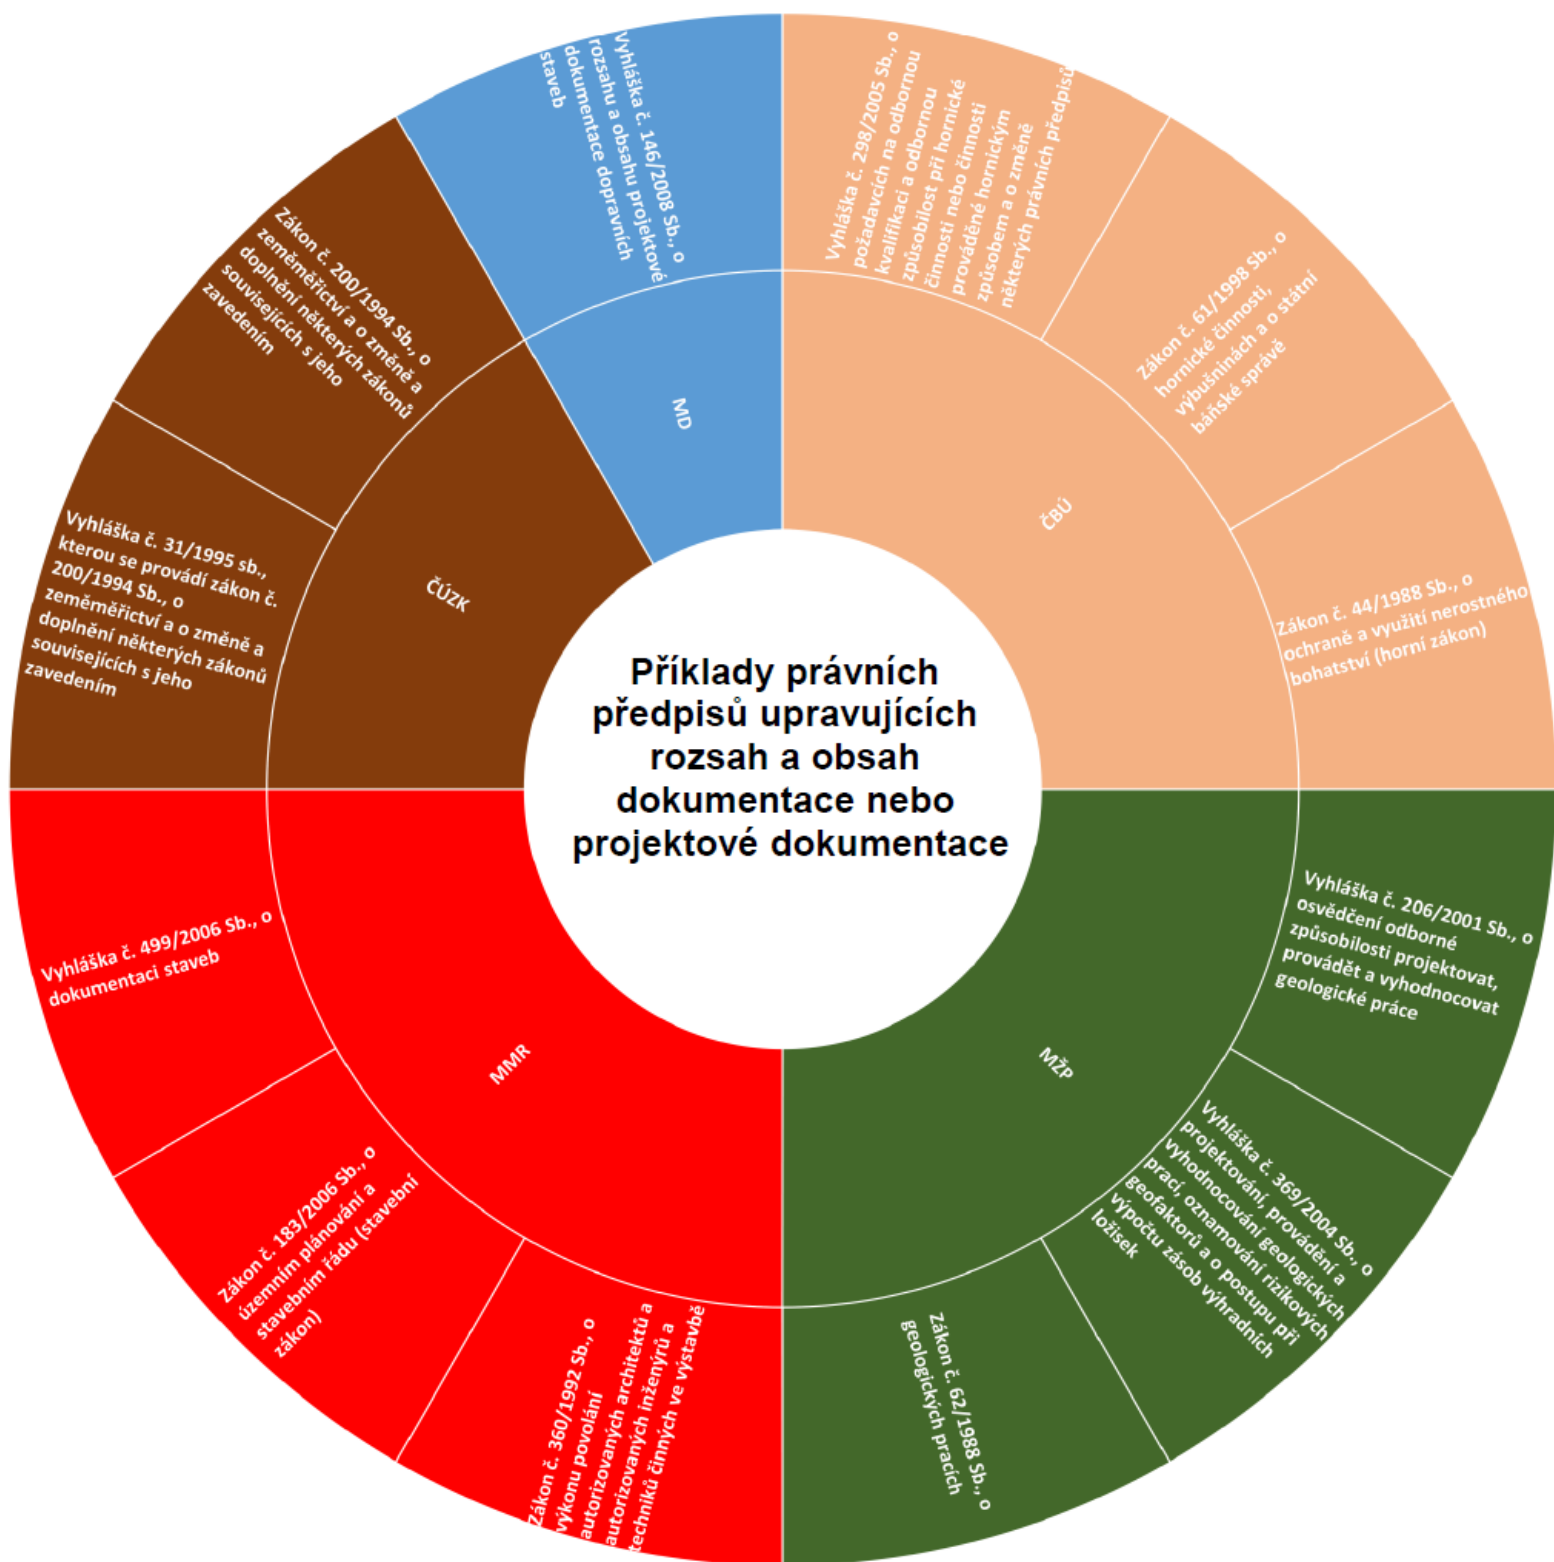 Příklady právních
předpisů upravujících
rozsah a obsah
dokumentace nebo
projektové dokumentace
ČBÚ
Vyhláška č. 298/2005 Sb., o
požadavcích na odbornou
kvalifikaci a odbornou
způsobilost při hornické
činnosti nebo činnosti
prováděné hornickým
způsobem a o změně
některých právních předpisů
Zákon č. 61/1998 Sb., o
hornické činnosti,
výbušninách a o státní
báňské správě
Zákon č. 44/1988 Sb., o
ochraně a využití nerostného
bohatství (horní zákon)
MŽP
Vyhláška č. 206/2001 Sb., o
osvědčení odborné
způsobilosti projektovat,
provádět a vyhodnocovat
geologické práce
Vyhláška č. 369/2004 Sb., o
projektování, provádění a
vyhodnocování geologických
prací, oznamování rizikových
geofaktorů a o postupu při
výpočtu zásob výhradních
ložisek
Zákon č. 62/1988 Sb., o
geologických pracích
MMR
Zákon č. 360/1992 Sb., o
výkonu povolání
autorizovaných architektů a
autorizovaných inženýrů a
techniků činných ve výstavbě
Zákon č. 183/2006 Sb., o
územním plánování a
stavebním řádu (stavební
zákon)
Vyhláška č. 499/2006 Sb., o
dokumentaci staveb
ČÚZK
Vyhláška č. 31/1995 sb.,
kterou se provádí zákon č.
200/1994 Sb., o
zeměměřictví a o změně a
doplnění některých zákonů
souvisejících s jeho
zavedením
Zákon č. 200/1994 Sb., o
zeměměřictví a o změně a
doplnění některých zákonů
souvisejících s jeho
zavedením
MD
Vyhláška č. 146/2008 Sb., o
rozsahu a obsahu projektové
dokumentace dopravních
staveb